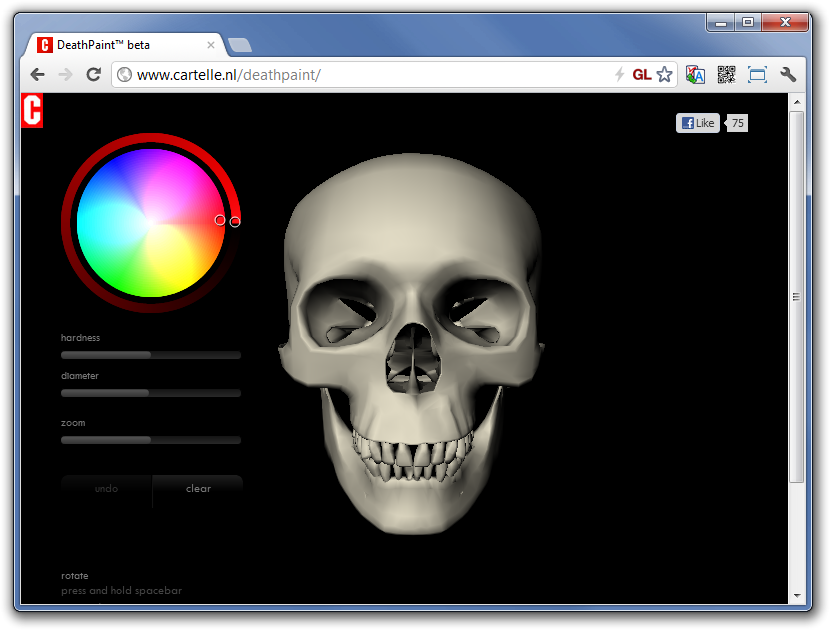 DeathPaint™ beta
www.cartelle.nl/deathpaint/
GL
C
Like 75
hardness
diameter
zoom
undo clear
rotate
press and hold spacebar